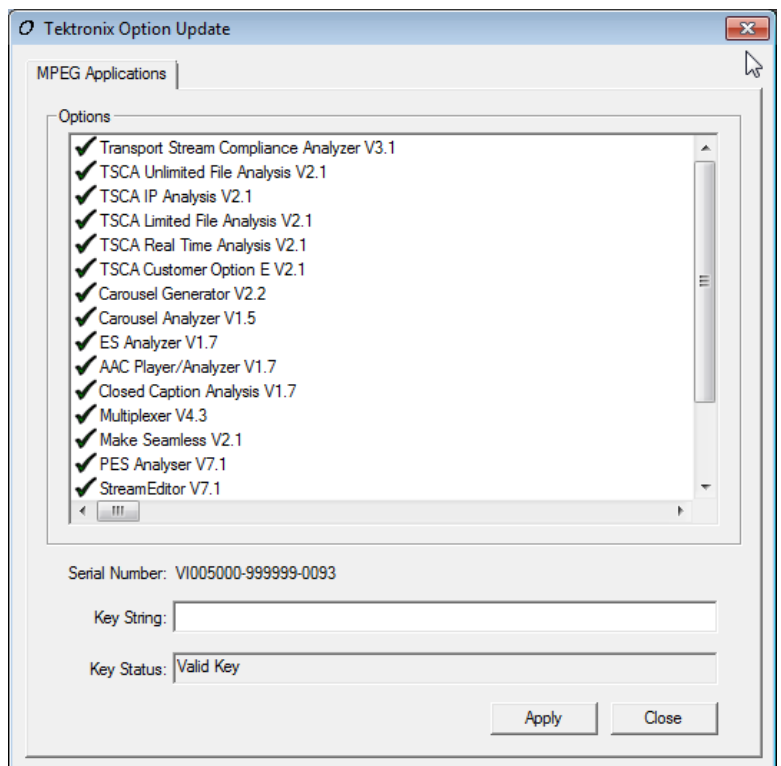 Tektronix Option Update
MPEG Applications
Options
Transport Stream Compliance Analyzer V3.1
TSCA Unlimited File Analysis V2.1
TSCA IP Analysis V2.1
TSCA Limited File Analysis V2.1
TSCA Real Time Analysis V2.1
TSCA Customer Option E V2.1
Carousel Generator V2.2
Carousel Analyzer V1.5
ES Analyzer V1.7
AAC Player/Analyzer V1.7
Closed Caption Analysis V1.7
Multiplexer V4.3
Make Seamless V2.1
PES Analyser V7.1
StreamEditor V7.1
Serial Number: VI005000-999999-0093
Key String:
Key Status: Valid Key
Apply Close